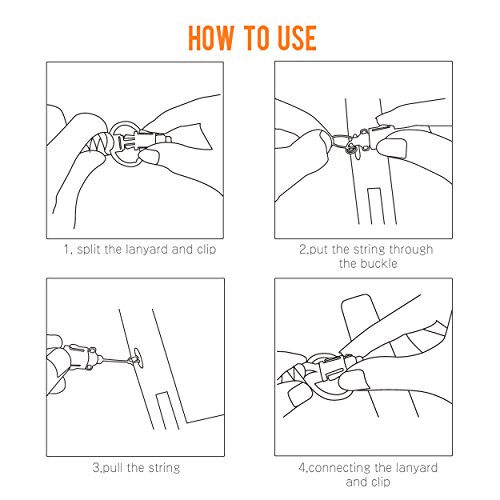 HOW TO USE
1, split the lanyard and clip
2,put the string through
the buckle
3,pull the string
4,connecting the lanyard
and clip